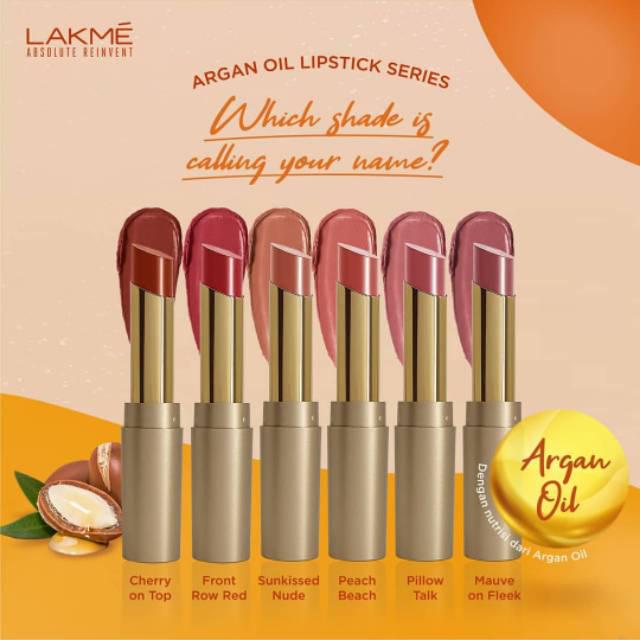 LAKMÉ
ABSOLUTE REINVENT
ARGAN OIL LIPSTICK SERIES
Which shade is
calling your name?
Argan
Oil
Dengan nutrisi dari Argan Oil
Cherry
on Top
Front
Row Red
Sunkissed
Nude
Peach
Beach
Pillow
Talk
Mauve
on Fleek